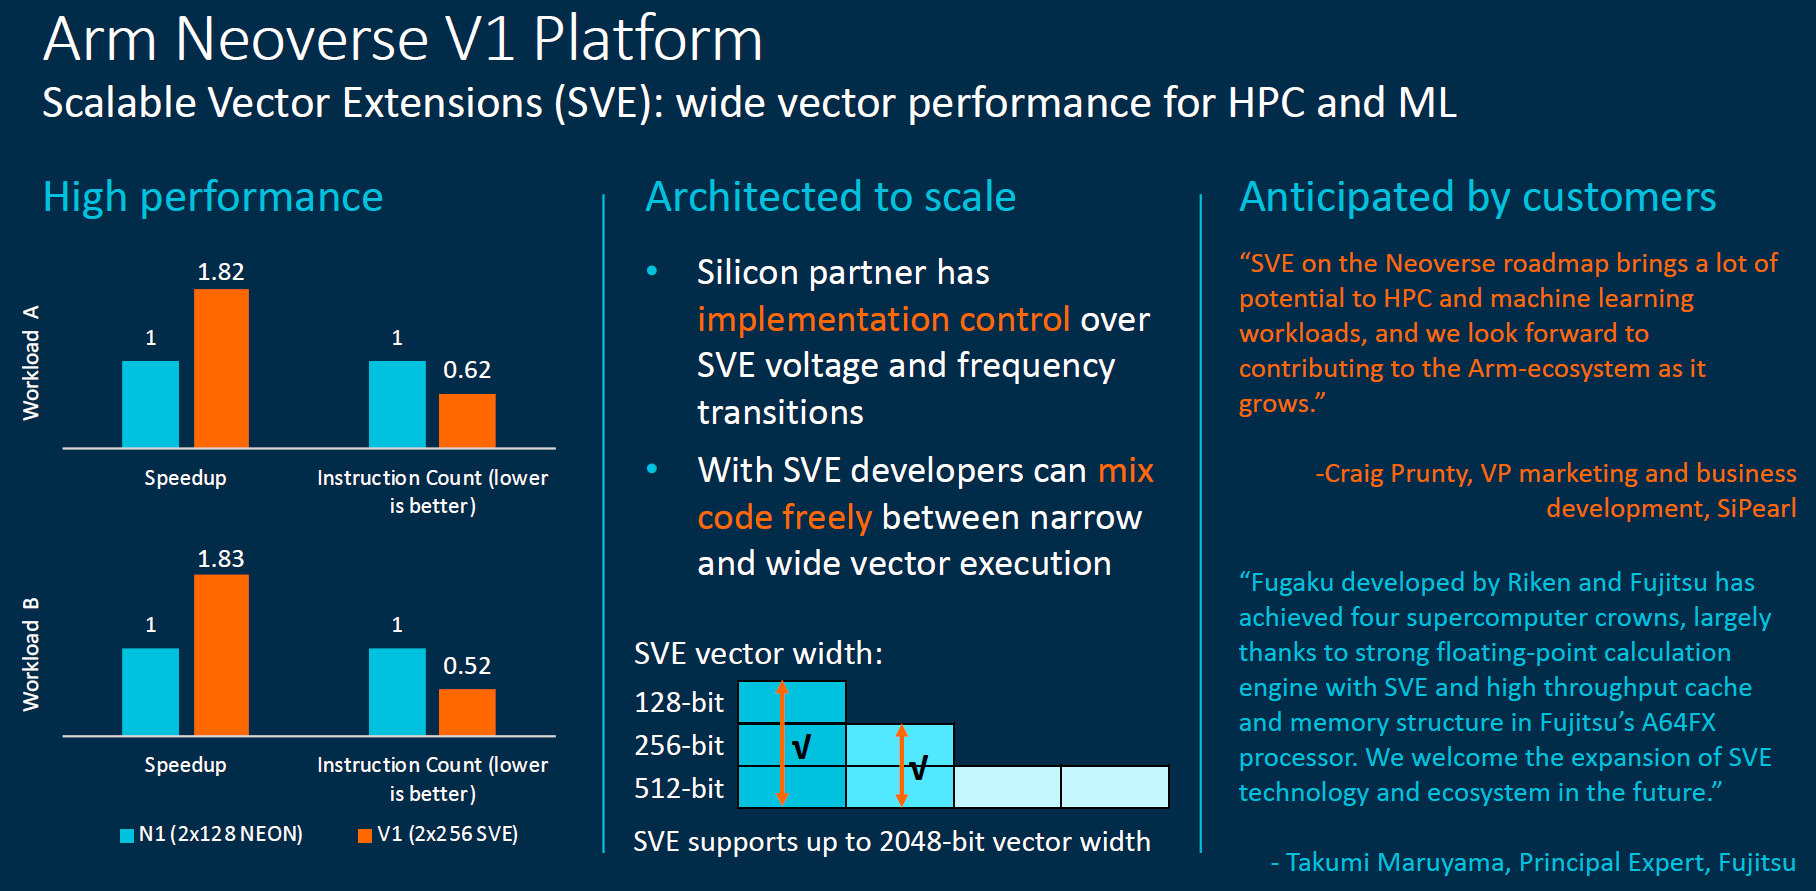 Arm Neoverse V1 Platform
Scalable Vector Extensions (SVE): wide vector performance for HPC and ML
High performance
Workload A
1
1.82
1
0.62
Speedup
Instruction Count (lower
is better)
Workload B
1
1.83
1
0.52
Speedup
Instruction Count (lower
is better)
N1 (2x128 NEON)
V1 (2x256 SVE)
Architected to scale
• Silicon partner has
implementation control over
SVE voltage and frequency
transitions
• With SVE developers can mix
code freely between narrow
and wide vector execution
SVE vector width:
128-bit
256-bit
512-bit
√
√
SVE supports up to 2048-bit vector width
Anticipated by customers
“SVE on the Neoverse roadmap brings a lot of
potential to HPC and machine learning
workloads, and we look forward to
contributing to the Arm-ecosystem as it
grows.”
-Craig Prunty, VP marketing and business
development, SiPearl
“Fugaku developed by Riken and Fujitsu has
achieved four supercomputer crowns, largely
thanks to strong floating-point calculation
engine with SVE and high throughput cache
and memory structure in Fujitsu’s A64FX
processor. We welcome the expansion of SVE
technology and ecosystem in the future.”
- Takumi Maruyama, Principal Expert, Fujitsu